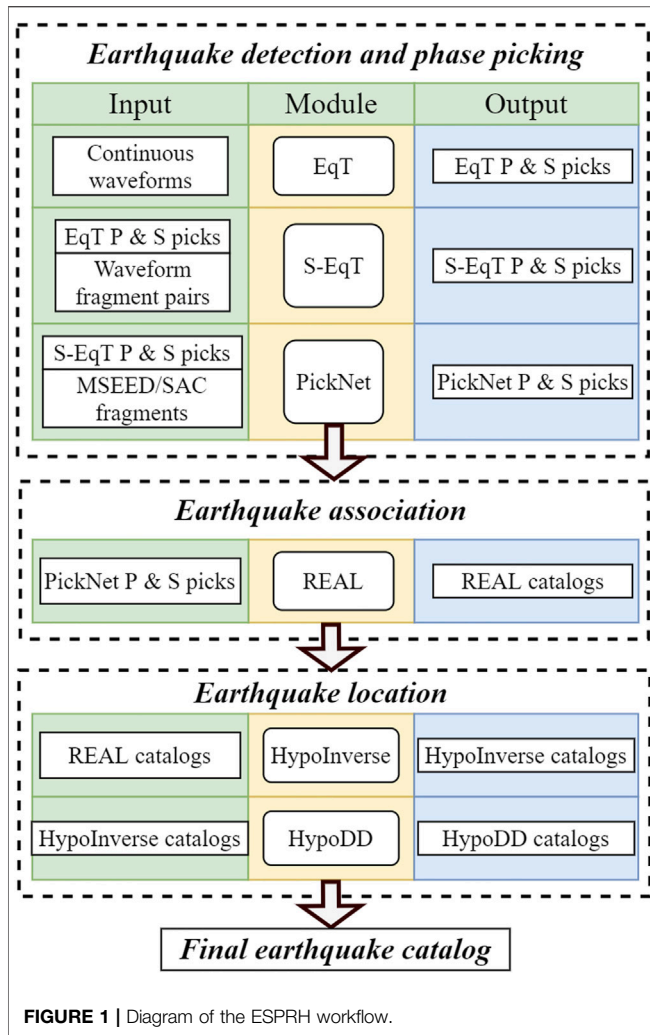 Earthquake detection and phase picking
Input Module Output
Continuous
waveforms
EqT
EqT P & S picks
EqT P & S picks
Waveform
fragment pairs
S-EqT
S-EqT P & S picks
S-EqT P & S picks
MSEED/SAC
fragments
PickNet
PickNet P & S picks
Earthquake association
PickNet P & S picks
REAL
REAL catalogs
Earthquake location
REAL catalogs
HypoInverse
HypoInverse catalogs
HypoInverse catalogs
HypoDD
HypoDD catalogs
Final earthquake catalog
FIGURE 1 | Diagram of the ESPRH workflow.